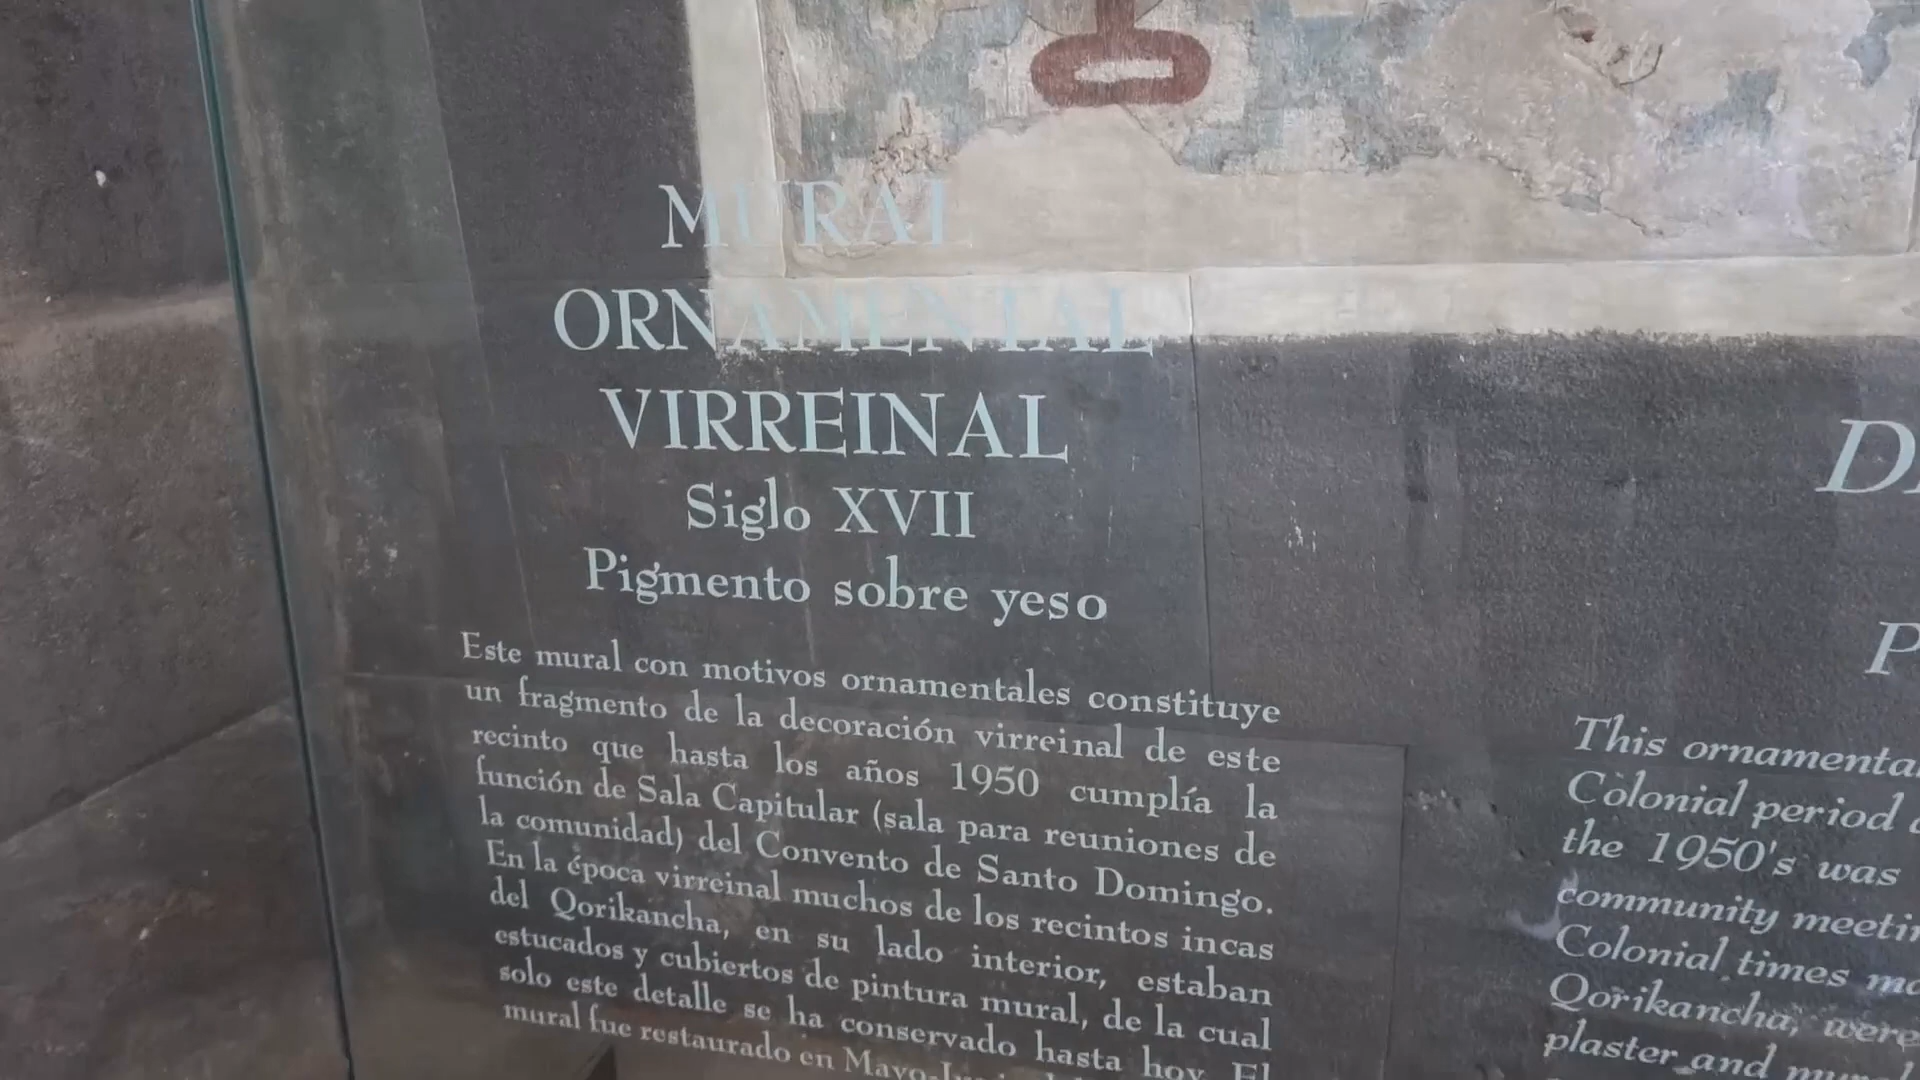 MURAL
ORNAMENTAL
VIRREINAL
Siglo XVII
Pigmento sobre yeso
Este mural con motivos ornamentales constituye
un fragmento de la decoración virreinal de este
recinto que hasta los años 1950 cumplía la
función de Sala Capitular (sala para reuniones de
la comunidad) del Convento de Santo Domingo.
En la época virreinal muchos de los recintos incas
del Qorikancha, en su lado interior, estaban
estucados y cubiertos de pintura mural, de la cual
solo este detalle se ha conservado hasta hoy. El
mural fue restaurado en
This
Colonial period
the 1950's was
community
Colonial times
Qorikancha, were
plaster and